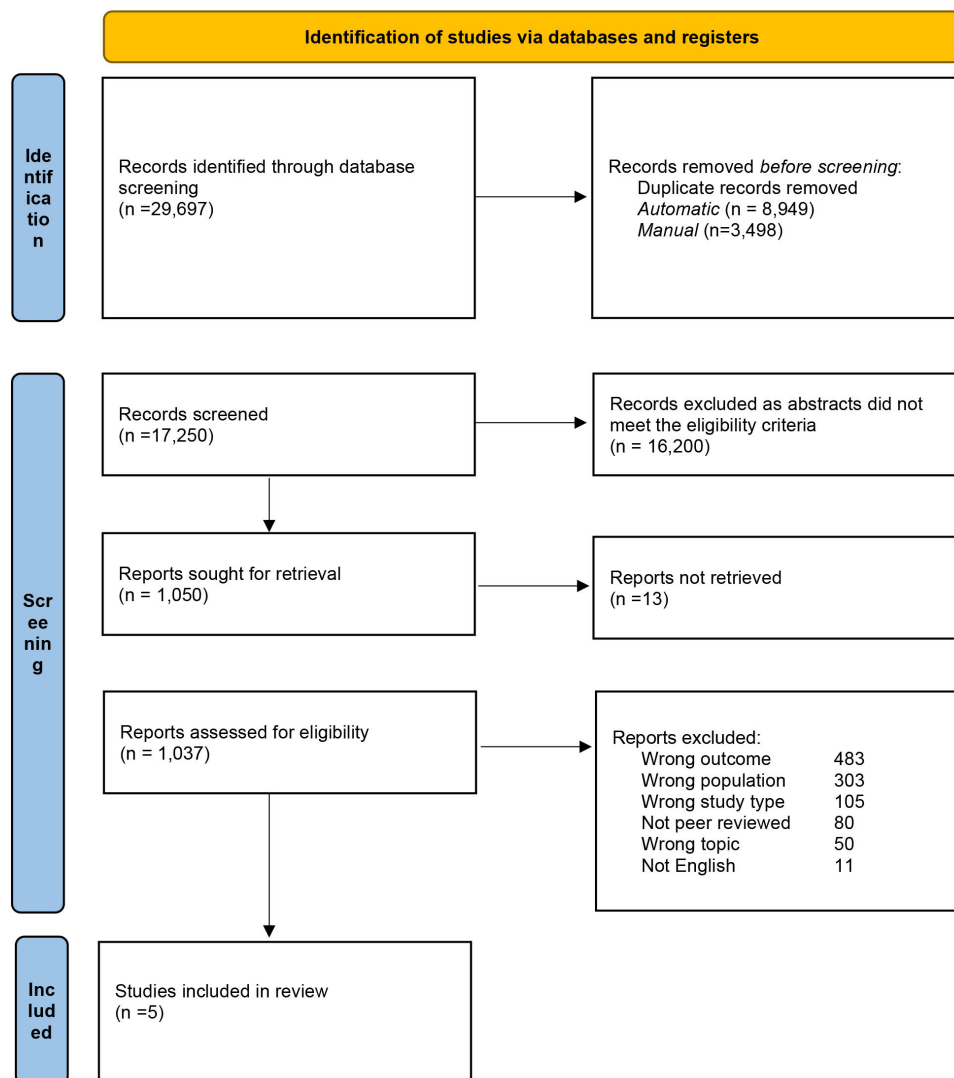 Identification of studies via databases and registers
Ide
ntif
ica
tio
n
Records identified through database
screening
(n =29,697)
Records removed before screening:
Duplicate records removed
Automatic (n = 8,949)
Manual (n=3,498)
Scr
ee
nin
g
Records screened
(n =17,250)
Records excluded as abstracts did not
meet the eligibility criteria
(n = 16,200)
Reports sought for retrieval
(n = 1,050)
Reports not retrieved
(n =13)
Reports assessed for eligibility
(n = 1,037)
Reports excluded:
Wrong outcome 483
Wrong population 303
Wrong study type 105
Not peer reviewed 80
Wrong topic 50
Not English 11
Inc
lud
ed
Studies included in review
(n =5)